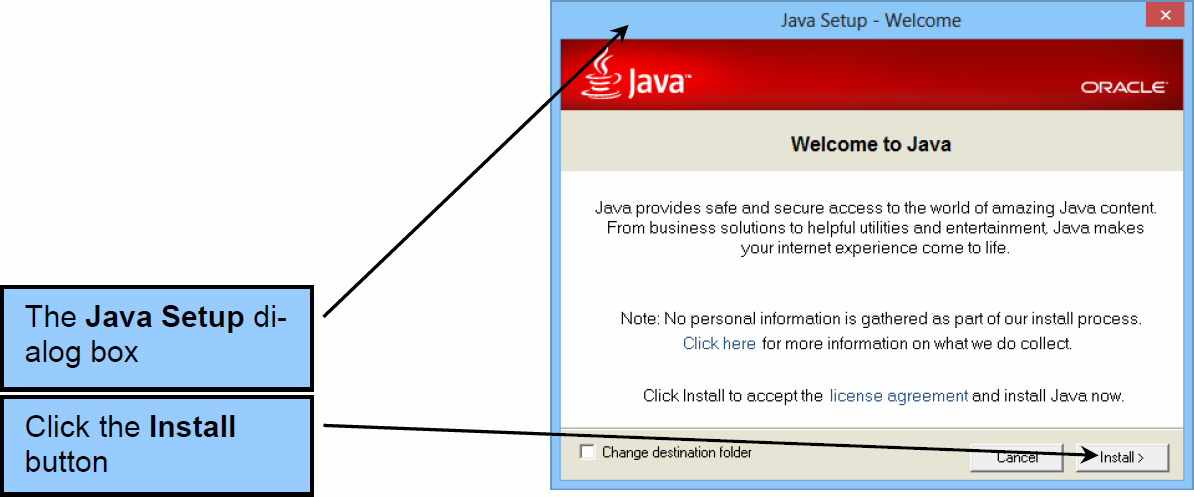 Java Setup - Welcome
Java™
ORACLE
Welcome to Java
Java provides safe and secure access to the world of amazing Java content.
From business solutions to helpful utilities and entertainment, Java makes
your internet experience come to life.
The Java Setup di-
alog box
Note: No personal information is gathered as part of our install process.
Click here for more information on what we do collect.
Click Install to accept the license agreement and install Java now.
Click the Install
button
Change destination folder
Cancel
Install >